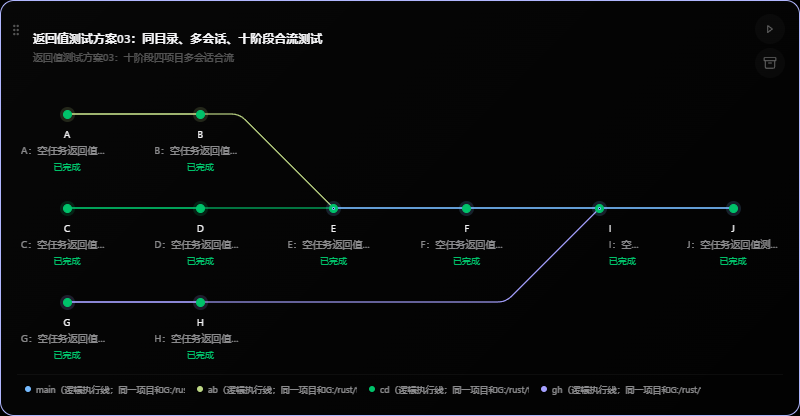 返回值测试方案03：同目录、多会话、十阶段合流测试
返回值测试方案03：十阶段四项目多会话合流
A
B
A：空任务返回值...
B：空任务返回值...
已完成
已完成
C
D
E
F
I
J
C：空任务返回值...
D：空任务返回值...
E：空任务返回值...
F：空任务返回值...
I：空...
J：空任务返回值测...
已完成
已完成
已完成
已完成
已完成
已完成
G
H
G：空任务返回值...
H：空任务返回值...
已完成
已完成
main（逻辑执行线；同一项目和G:/rus
ab（逻辑执行线；同一项目和G:/rust/
cd（逻辑执行线；同一项目和G:/rust/
gh（逻辑执行线；同一项目和G:/rust/